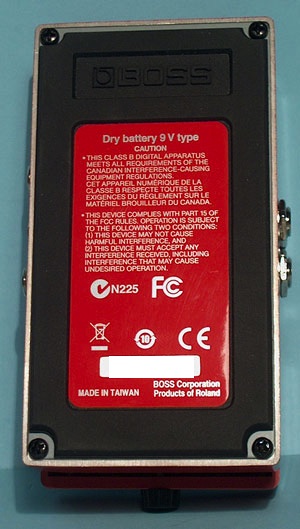 BOSS
Dry battery 9 V type
CAUTION
• THIS CLASS B DIGITAL APPARATUS
MEETS ALL REQUIREMENTS OF THE
CANADIAN INTERFERENCE-CAUSING
EQUIPMENT REGULATIONS.
CET APPAREIL NUMÉRIQUE DE LA
CLASSE B RESPECTE TOUTES LES
EXIGENCES DU RÈGLEMENT SUR LE
MATÉRIEL BROUILLEUR DU CANADA.
• THIS DEVICE COMPLIES WITH PART 15 OF
THE FCC RULES. OPERATION IS SUBJECT
TO THE FOLLOWING TWO CONDITIONS:
(1) THIS DEVICE MAY NOT CAUSE
HARMFUL INTERFERENCE, AND
(2) THIS DEVICE MUST ACCEPT ANY
INTERFERENCE RECEIVED, INCLUDING
INTERFERENCE THAT MAY CAUSE
UNDESIRED OPERATION.
N225 FC
10 CE
BOSS Corporation
MADE IN TAIWAN Products of Roland